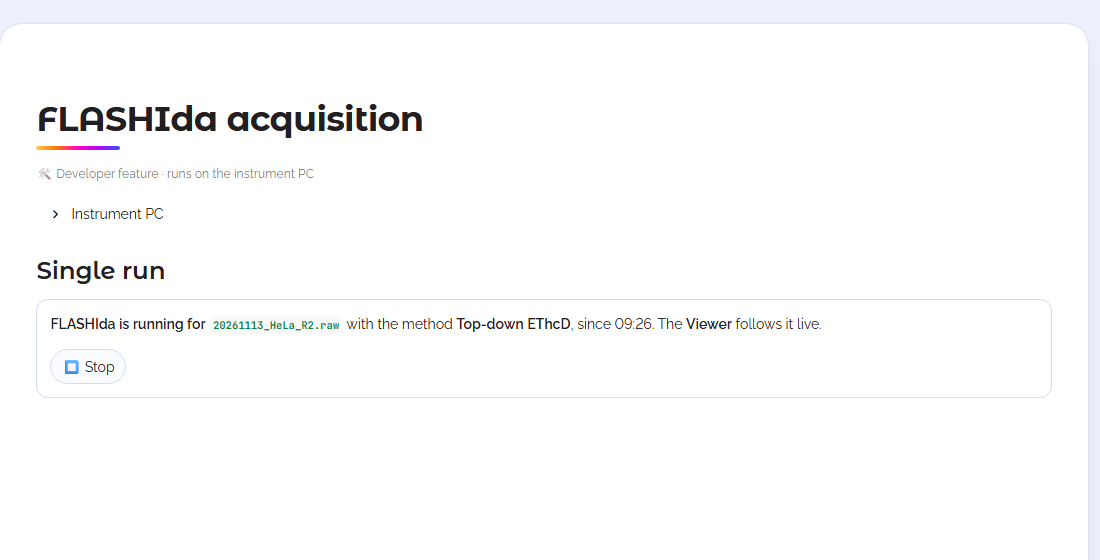 FLASHIda acquisition
🛠 Developer feature · runs on the instrument PC
Instrument PC
Single run
FLASHIda is running for 20261113_HeLa_R2.raw with the method Top-down EThcD, since 09:26. The Viewer follows it live.
Stop